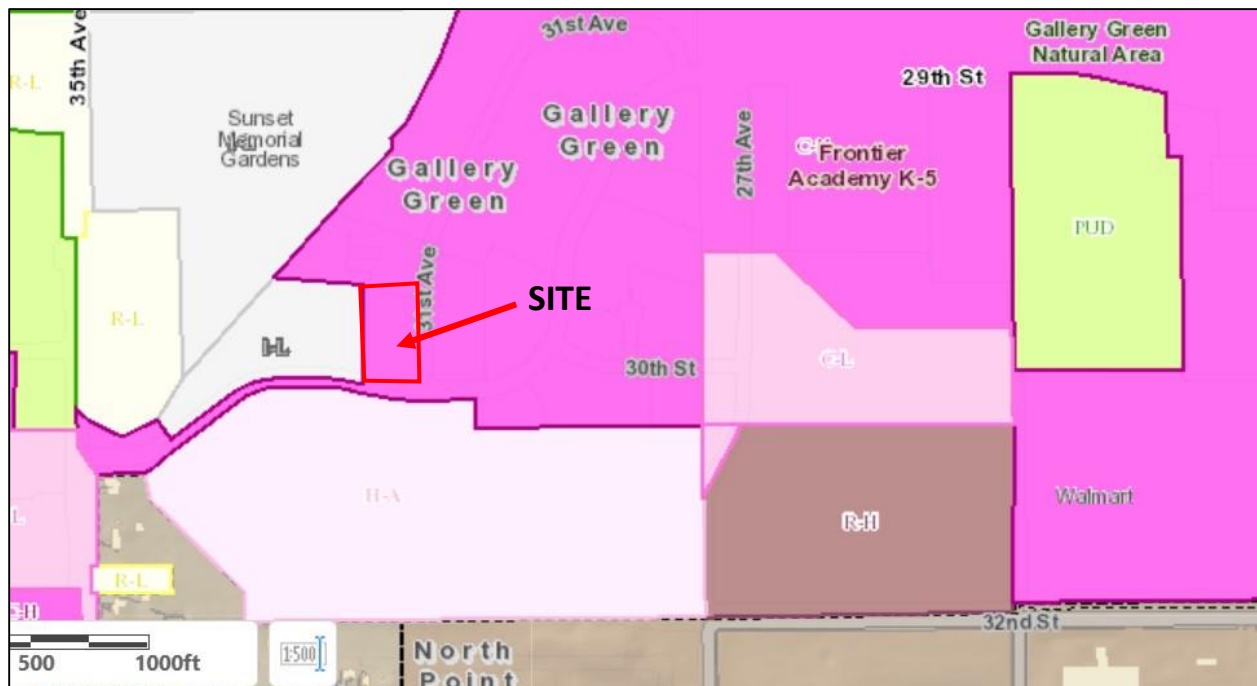 35th Ave
R-L
Sunset
Memorial
Gardens
31st Ave
Gallery
Green
Gallery
Green
27th Ave
29th St
Gallery Green
Natural Area
Frontier
Academy K-5
PUD
31st Ave
SITE
R-L
I-L
30th St
C-L
H-A
R-H
Walmart
L
R-L
C-H
32nd St
500 1000ft
1:500
North
Point